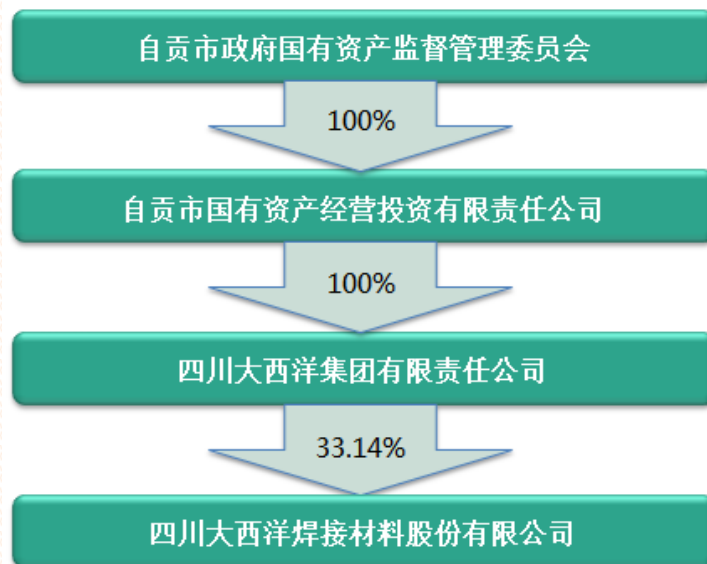 自贡市政府国有资产监督管理委员会
100%
自贡市国有资产经营投资有限责任公司
100%
四川大西洋集团有限责任公司
33.14%
四川大西洋焊接材料股份有限公司